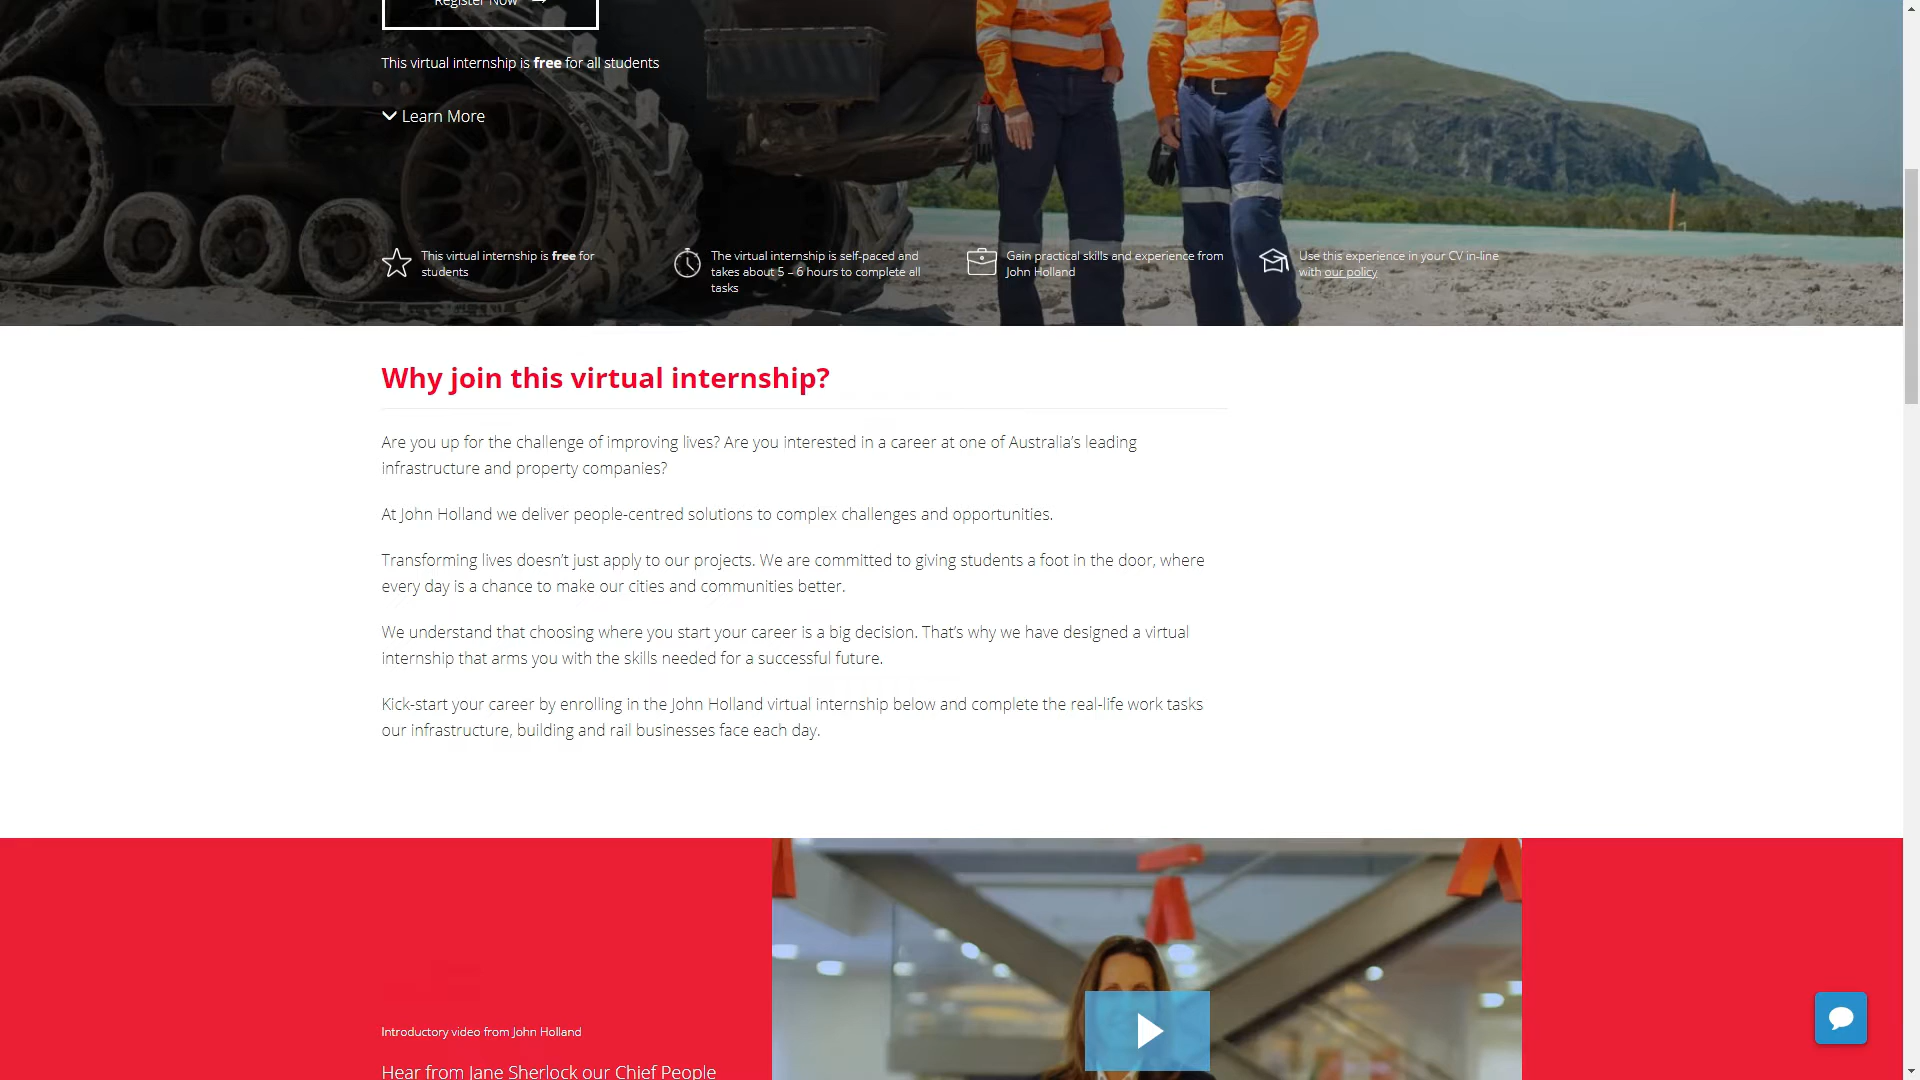 Register Now →
This virtual internship is free for all students
Learn More
This virtual internship is free for
students
The virtual internship is self-paced and
takes about 5 – 6 hours to complete all
tasks
Gain practical skills and experience from
John Holland
Use this experience in your CV in-line
with our policy
Why join this virtual internship?
Are you up for the challenge of improving lives? Are you interested in a career at one of Australia’s leading
infrastructure and property companies?
At John Holland we deliver people-centred solutions to complex challenges and opportunities.
Transforming lives doesn’t just apply to our projects. We are committed to giving students a foot in the door, where
every day is a chance to make our cities and communities better.
We understand that choosing where you start your career is a big decision. That’s why we have designed a virtual
internship that arms you with the skills needed for a successful future.
Kick-start your career by enrolling in the John Holland virtual internship below and complete the real-life work tasks
our infrastructure, building and rail businesses face each day.
Introductory video from John Holland
Hear from Jane Sherlock our Chief People